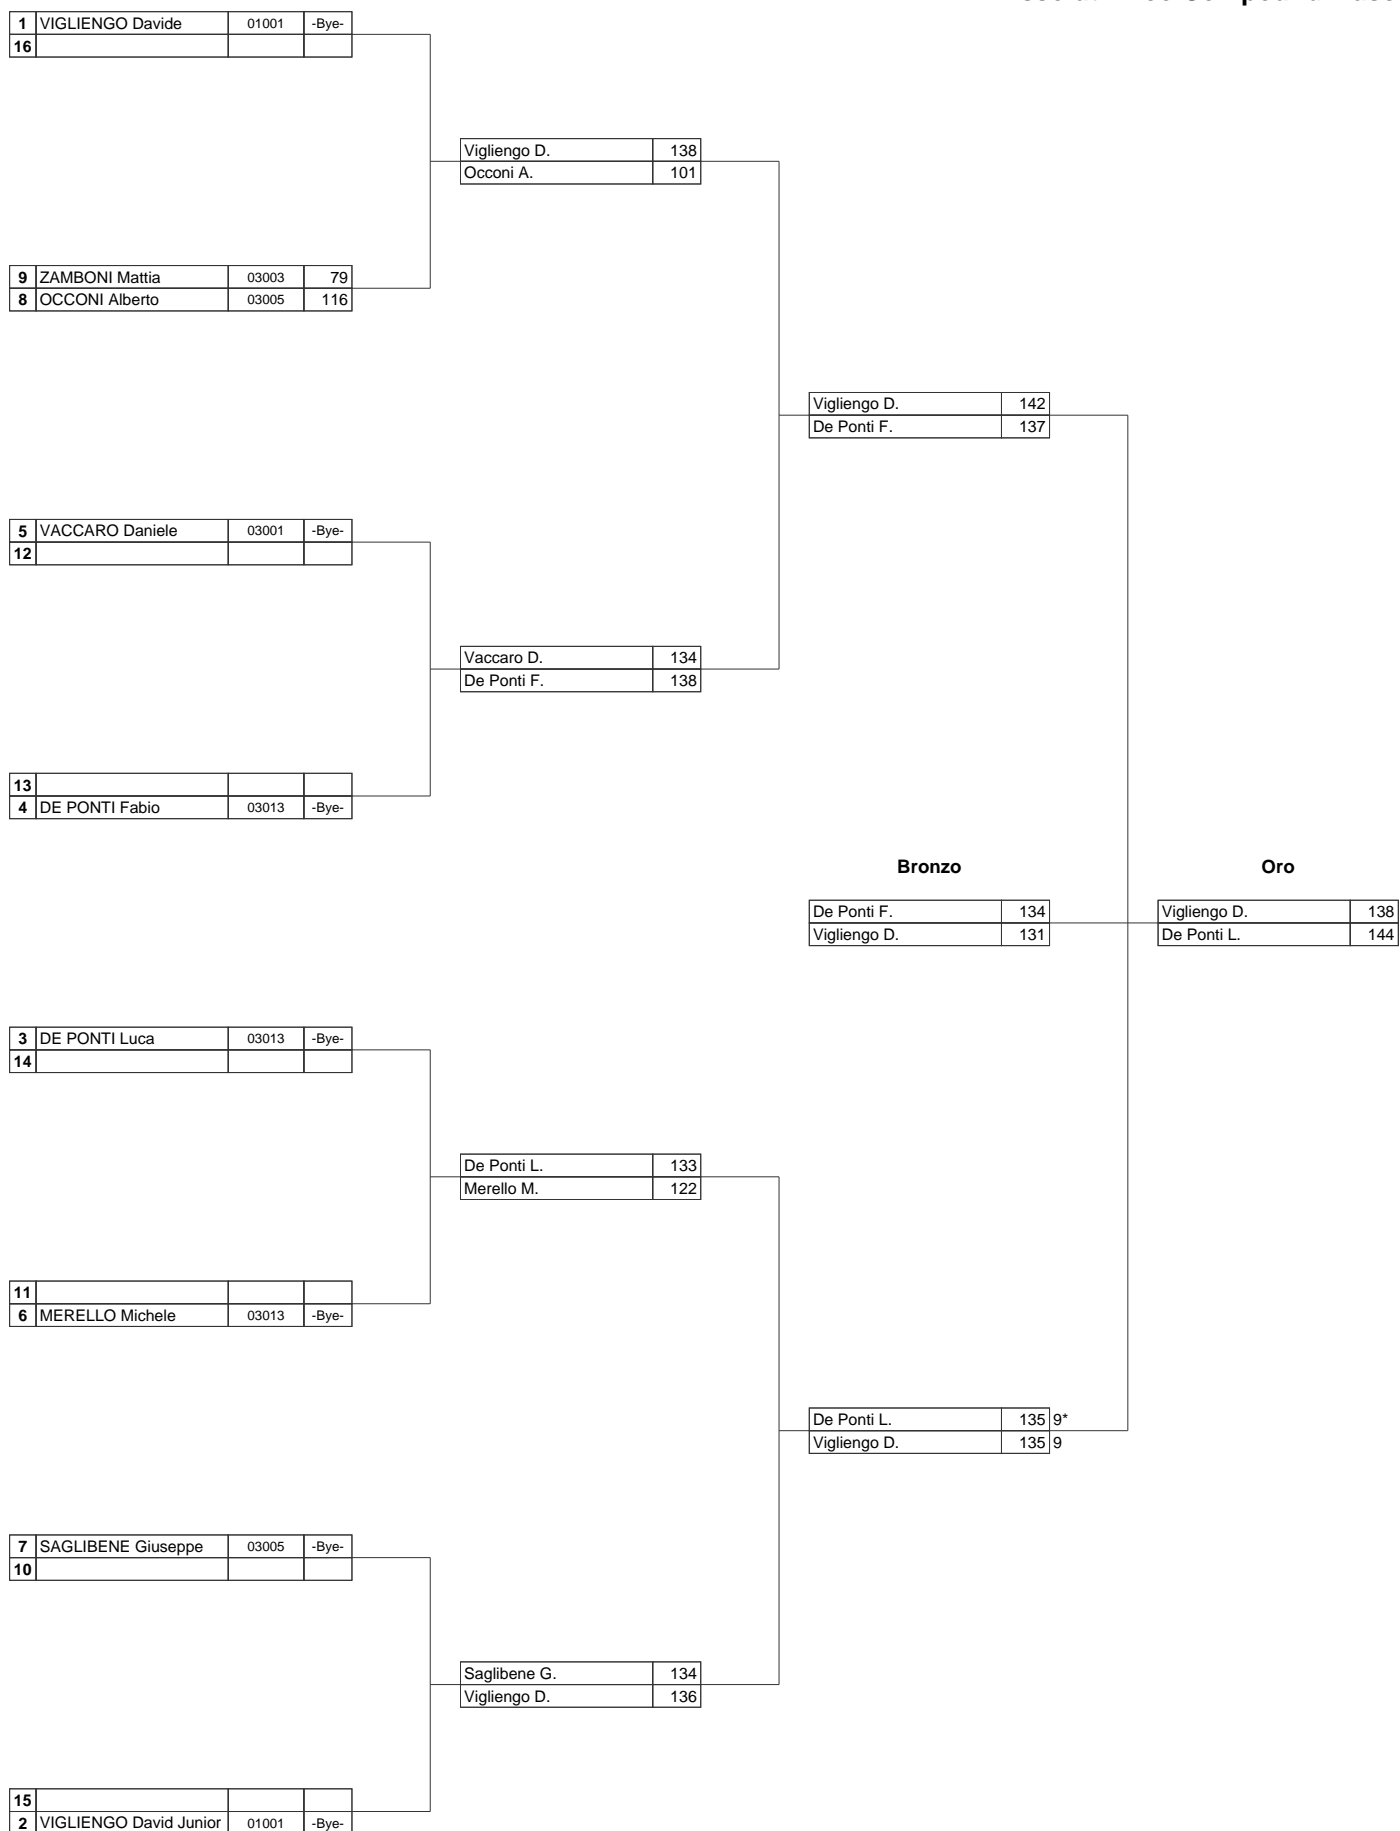 1 VIGLIENGO Davide 01001 -Bye-
16
Vigliengo D. 138
Occoni A. 101
9 ZAMBONI Mattia 03003 79
8 OCCONI Alberto 03005 116
Vigliengo D. 142
De Ponti F. 137
5 VACCARO Daniele 03001 -Bye-
12
Vaccaro D. 134
De Ponti F. 138
13
4 DE PONTI Fabio 03013 -Bye-
Bronzo Oro
De Ponti F. 134 Vigliengo D. 138
Vigliengo D. 131 De Ponti L. 144
3 DE PONTI Luca 03013 -Bye-
14
De Ponti L. 133
Merello M. 122
11
6 MERELLO Michele 03013 -Bye-
De Ponti L. 135 9*
Vigliengo D. 135 9
7 SAGLIBENE Giuseppe 03005 -Bye-
10
Saglibene G. 134
Vigliengo D. 136
15
2 VIGLIENGO David Junior 01001 -Bye-